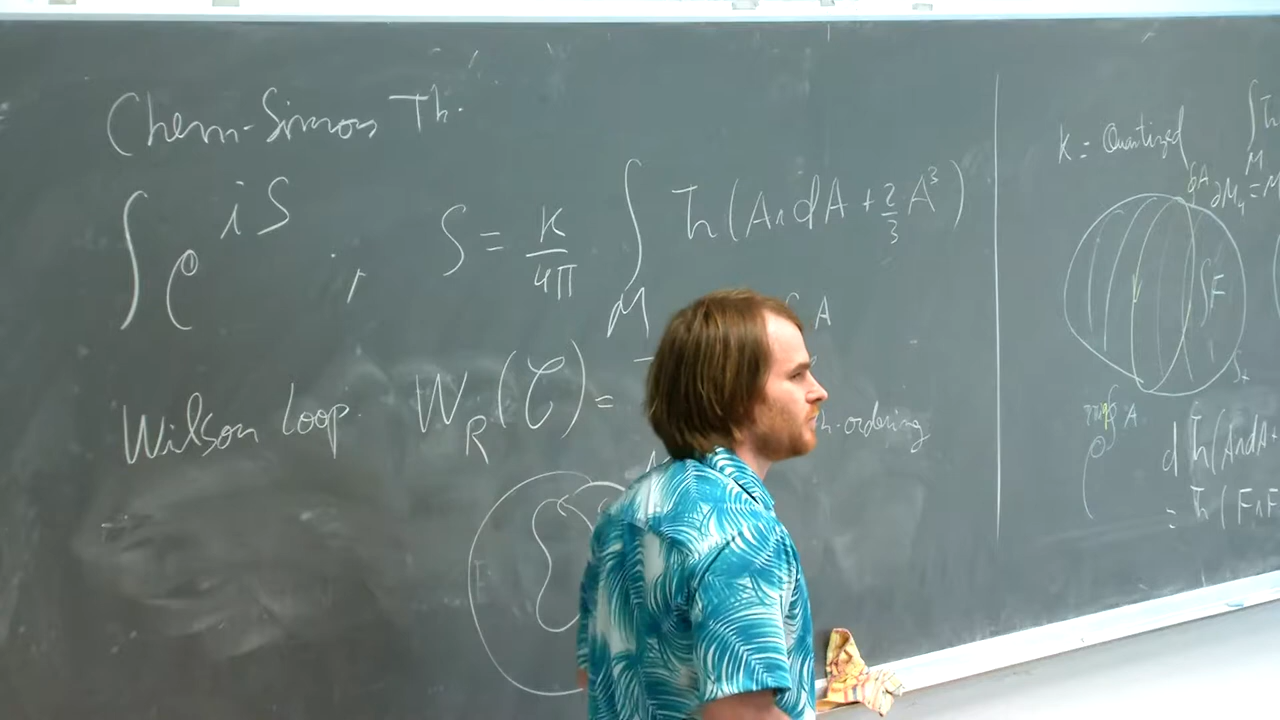 Chern-Simons Th.
∫ e^{iS} , S = K/4π ∫_M Tr(A∧dA + 2/3 A³)
A
Wilson Loop. W_R(C) =
ordering
K = Quantized
∂M₄ = M
∫F
A
d Tr(A∧dA +
= Tr(F∧F